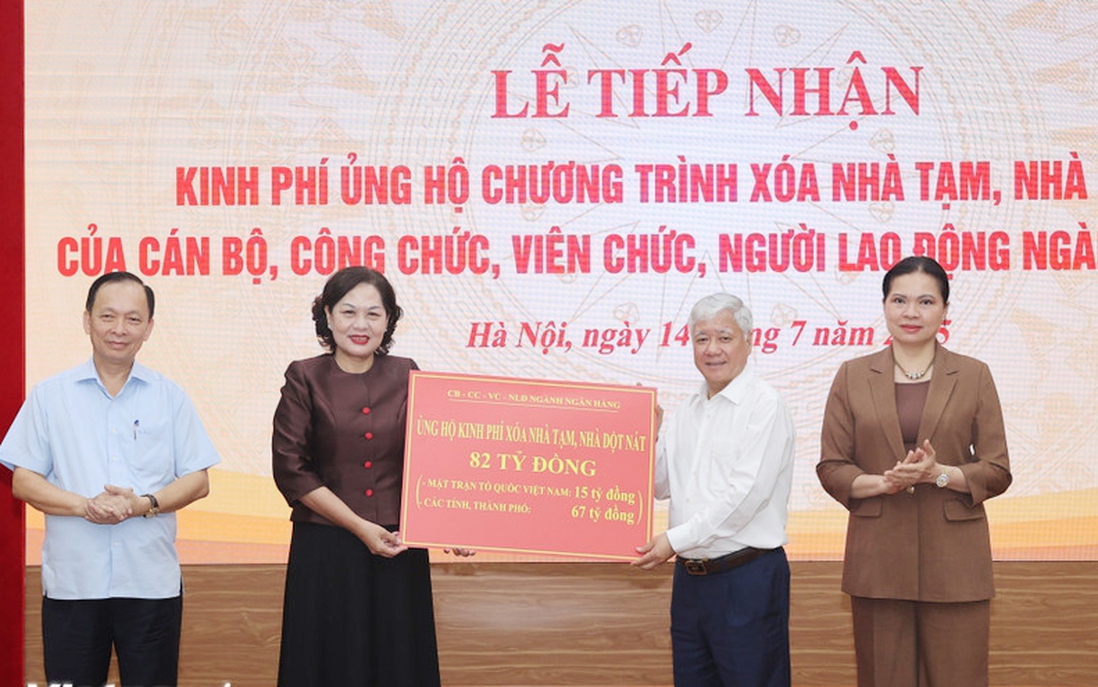 LỄ TIẾP NHẬN
KINH PHÍ ỦNG HỘ CHƯƠNG TRÌNH XÓA NHÀ TẠM, NHÀ
CỦA CÁN BỘ, CÔNG CHỨC, VIÊN CHỨC, NGƯỜI LAO ĐỘNG
Hà Nội, ngày 14 7 năm
CB - CC - VC - NLĐ NGÀNH NGÂN HÀNG
ỦNG HỘ KINH PHÍ XÓA NHÀ TẠM, NHÀ DỘT NÁT
82 TỶ ĐỒNG
- MẶT TRẬN TỔ QUỐC VIỆT NAM: 15 tỷ đồng
- CÁC TỈNH, THÀNH PHỐ: 67 tỷ đồng